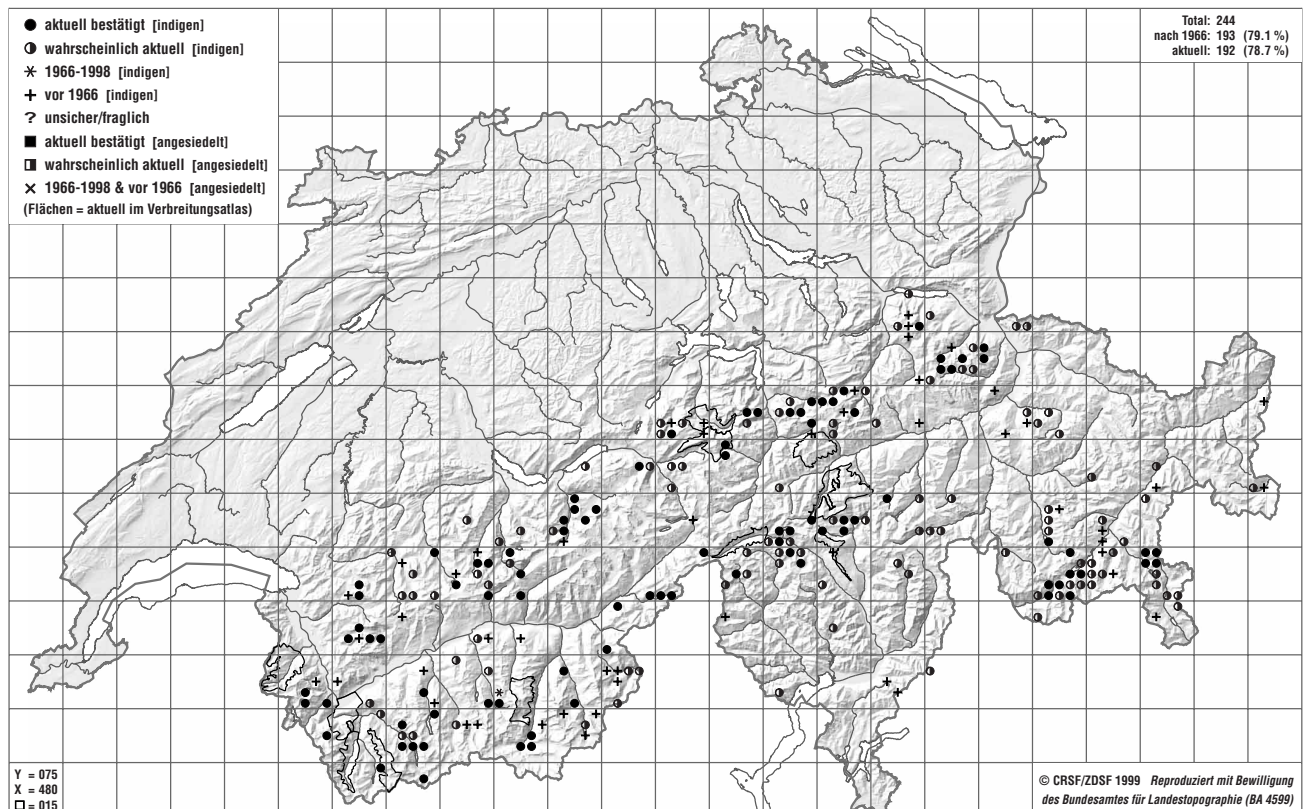 aktuell bestätigt [indigen]
wahrscheinlich aktuell [indigen]
1966-1998 [indigen]
vor 1966 [indigen]
? unsicher/fraglich
aktuell bestätigt [angesiedelt]
wahrscheinlich aktuell [angesiedelt]
1966-1998 & vor 1966 [angesiedelt]
(Flächen = aktuell im Verbreitungsatlas)
Total: 244
nach 1966: 193 (79.1 %)
aktuell: 192 (78.7 %)
Y = 075
X = 480
□ = 015
© CRSF/ZDSF 1999 Reproduziert mit Bewilligung
des Bundesamtes für Landestopographie (BA 4599)